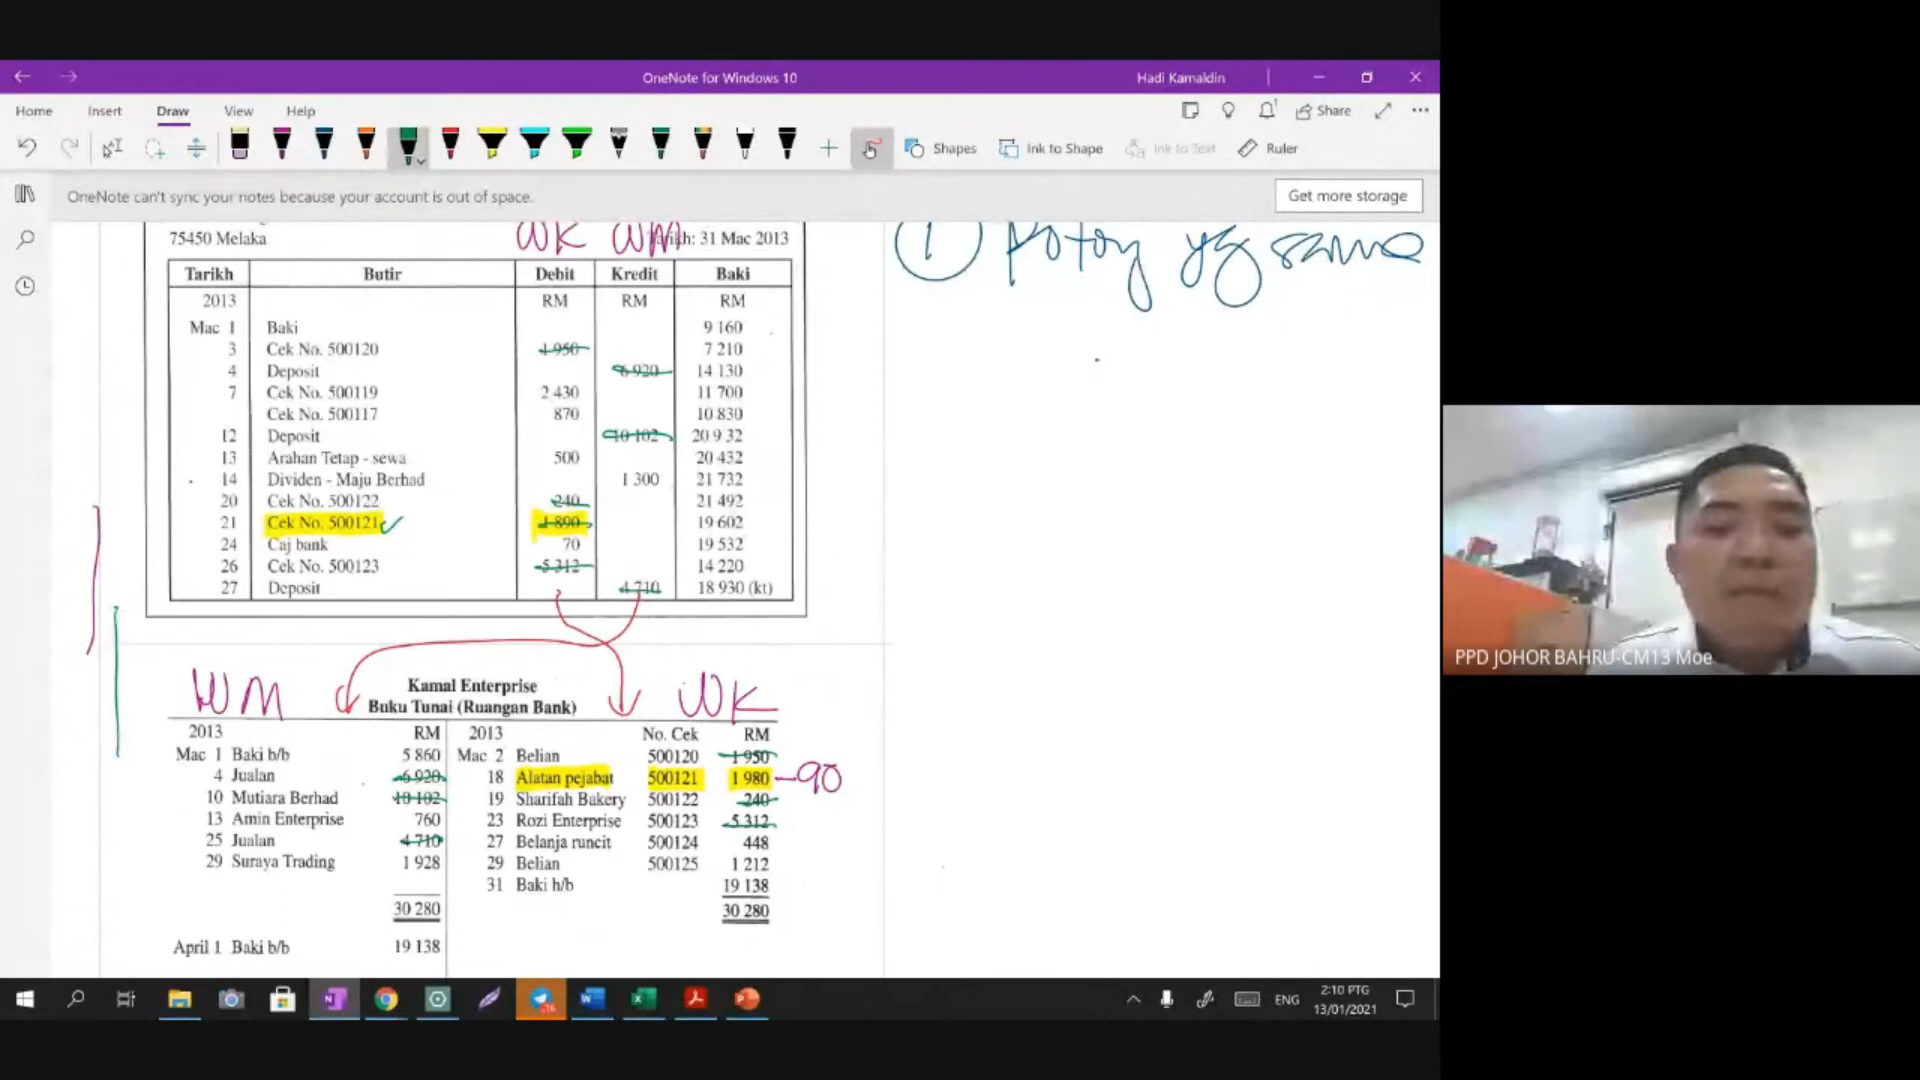 OneNote for Windows 10
Hadi Kamaldin
Home Insert Draw View Help
Share
Shapes Ink to Shape Ink to Text Ruler
OneNote can't sync your notes because your account is out of space.
Get more storage
WK WM
75450 Melaka
Tarikh: 31 Mac 2013
1 Potong yg sama
Tarikh Butir Debit Kredit Baki
2013 RM RM RM
Mac 1 Baki 9 160
3 Cek No. 500120 1 950 7 210
4 Deposit 6 920 14 130
7 Cek No. 500119 2 430 11 700
Cek No. 500117 870 10 830
12 Deposit 10 102 20 9 32
13 Arahan Tetap - sewa 500 20 432
14 Dividen - Maju Berhad 1 300 21 732
20 Cek No. 500122 240 21 492
21 Cek No. 500121 1 890 19 602
24 Caj bank 70 19 532
26 Cek No. 500123 5 312 14 220
27 Deposit 4 710 18 930 (kt)
WM WK
Kamal Enterprise
Buku Tunai (Ruangan Bank)
2013 RM 2013 No. Cek RM
Mac 1 Baki b/b 5 860 Mac 2 Belian 500120 1 950
4 Jualan 6 920 18 Alatan pejabat 500121 1 980 -90
10 Mutiara Berhad 10 102 19 Sharifah Bakery 500122 240
13 Amin Enterprise 760 23 Rozi Enterprise 500123 5 312
25 Jualan 4 710 27 Belanja runcit 500124 448
29 Suraya Trading 1 928 29 Belian 500125 1 212
31 Baki h/b 19 138
30 280 30 280
April 1 Baki b/b 19 138
PPD JOHOR BAHRU-CM13 Moe
ENG
2:10 PTG
13/01/2021